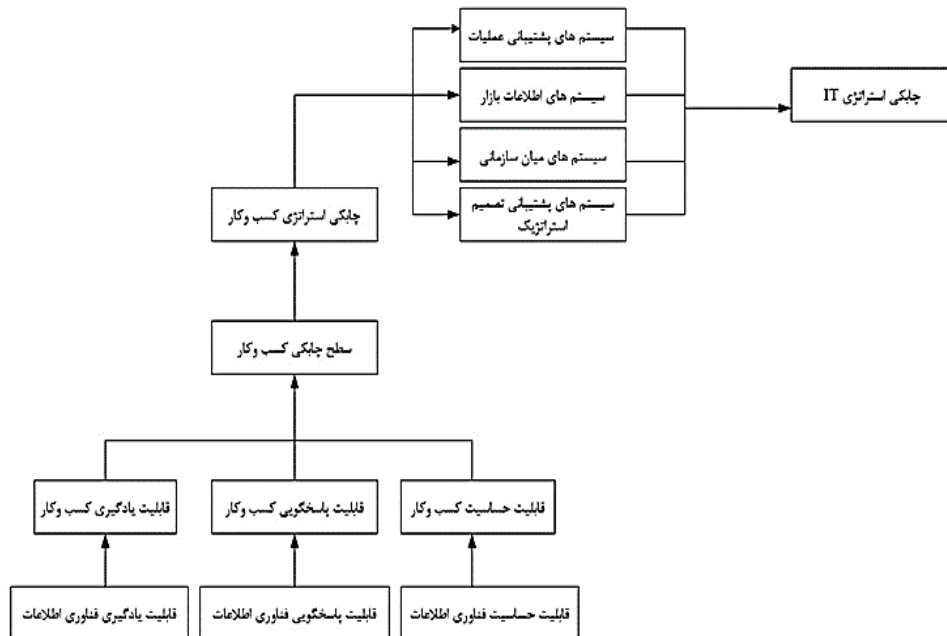 سیستم های پشتیبانی عملیات
سیستم های اطلاعات بازار
چابکی استراتژی IT
سیستم های میان سازمانی
سیستم های پشتیبانی تصمیم
استراتژیک
چابکی استراتژی کسب وکار
سطح چابکی کسب وکار
قابلیت حساسیت کسب وکار
قابلیت پاسخگویی کسب وکار
قابلیت یادگیری کسب وکار
قابلیت حساسیت فناوری اطلاعات
قابلیت پاسخگویی فناوری اطلاعات
قابلیت یادگیری فناوری اطلاعات